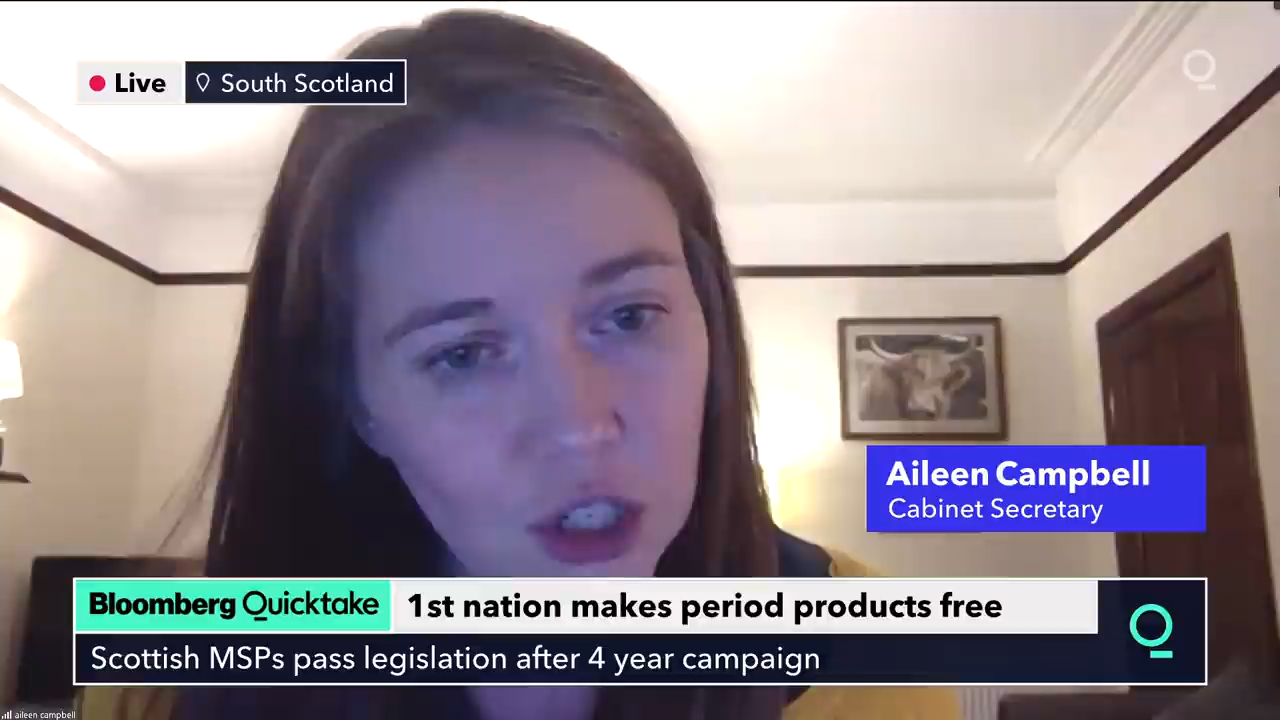 Live
South Scotland
Aileen Campbell
Cabinet Secretary
Bloomberg Quicktake
1st nation makes period products free
Scottish MSPs pass legislation after 4 year campaign
aileen campbell